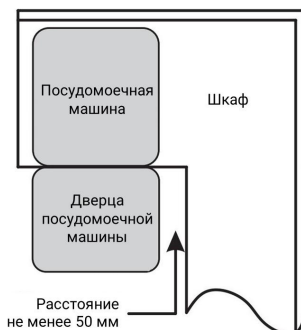 Посудомоечная
машина
Шкаф
Дверца
посудомоечной
машины
Расстояние
не менее 50 мм